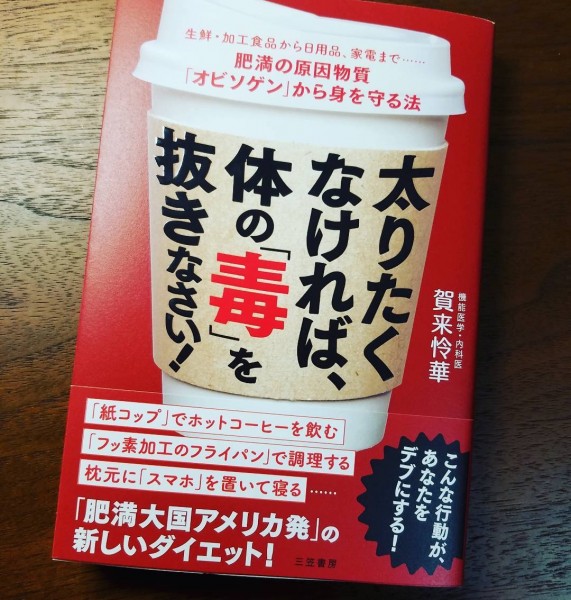 生鮮・加工食品から日用品、家電まで……
肥満の原因物質
「オビソゲン」から身を守る法
太りたく
なければ、
体の「毒」を
抜きなさい!
機能医学・内科医
賀来怜華
「紙コップ」でホットコーヒーを飲む
「フッ素加工のフライパン」で調理する
枕元に「スマホ」を置いて寝る……
こんな行動が、
あなたを
デブにする!
「肥満大国アメリカ発」の
新しいダイエット!
三笠書房